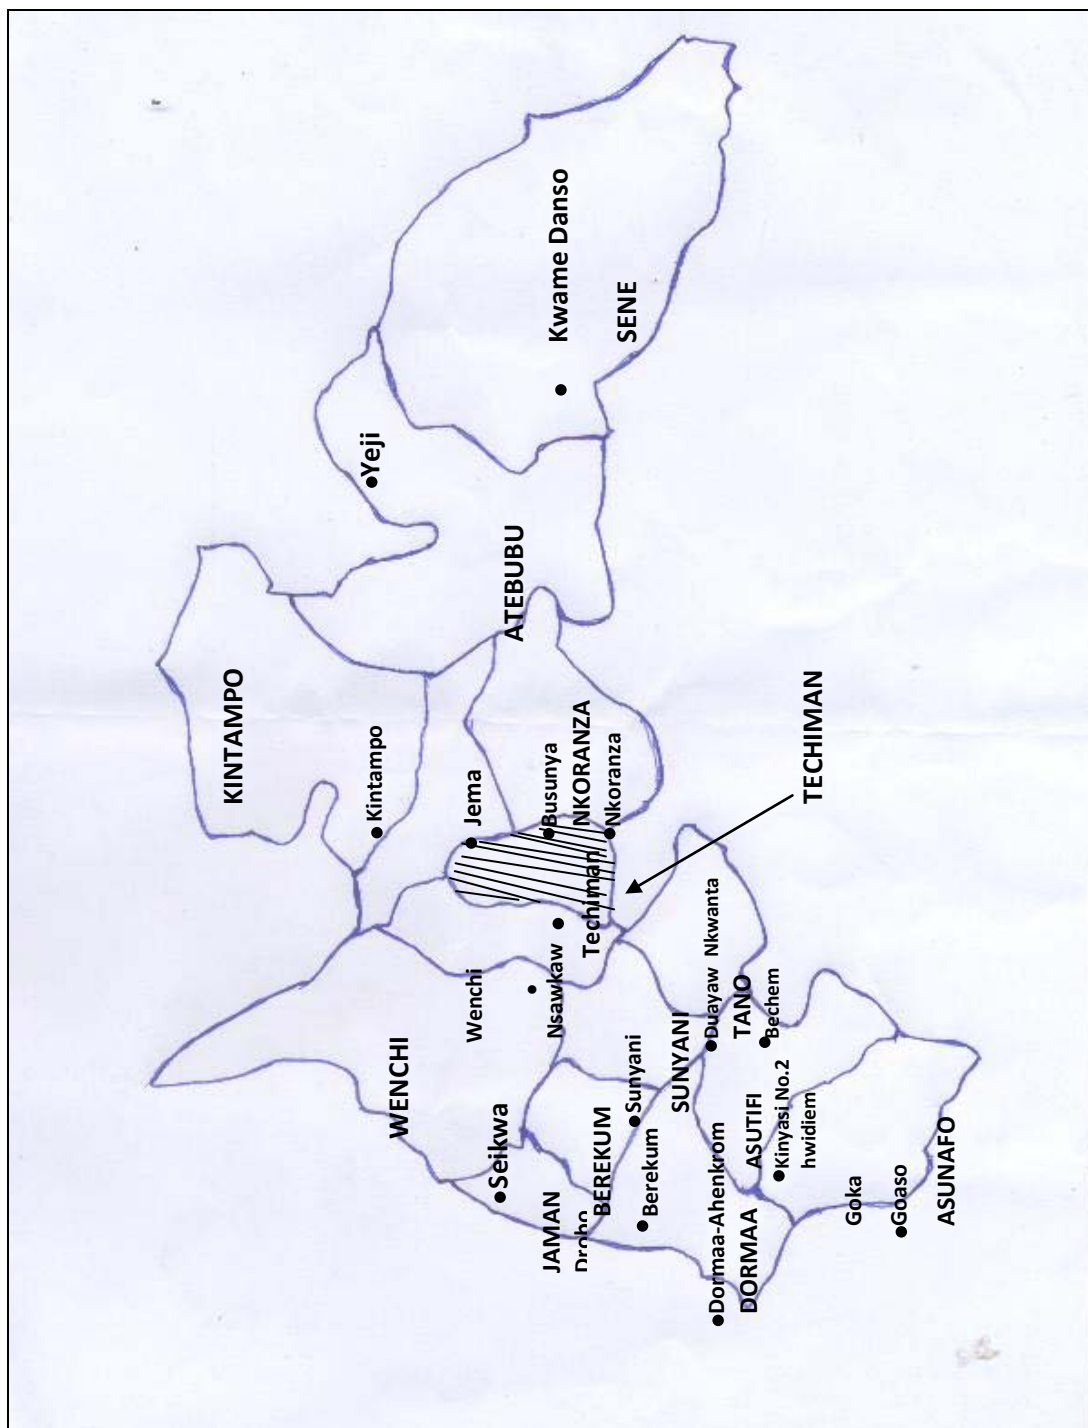 KINTAMPO
Kintampo
Yeji
WENCHI
Wenchi
Jema
Seikwa
Nsawkaw
Techiman
Busunya
NKORANZA
Nkoranza
ATEBUBU
Kwame Danso
SENE
JAMAN
Drobo
BEREKUM
Berekum
Sunyani
SUNYANI
Duayaw Nkwanta
TANO
Bechem
TECHIMAN
Dormaa-Ahenkrom
DORMAA
ASUTIFI
Kinyasi No.2
hwidiem
Goka
Goaso
ASUNAFO